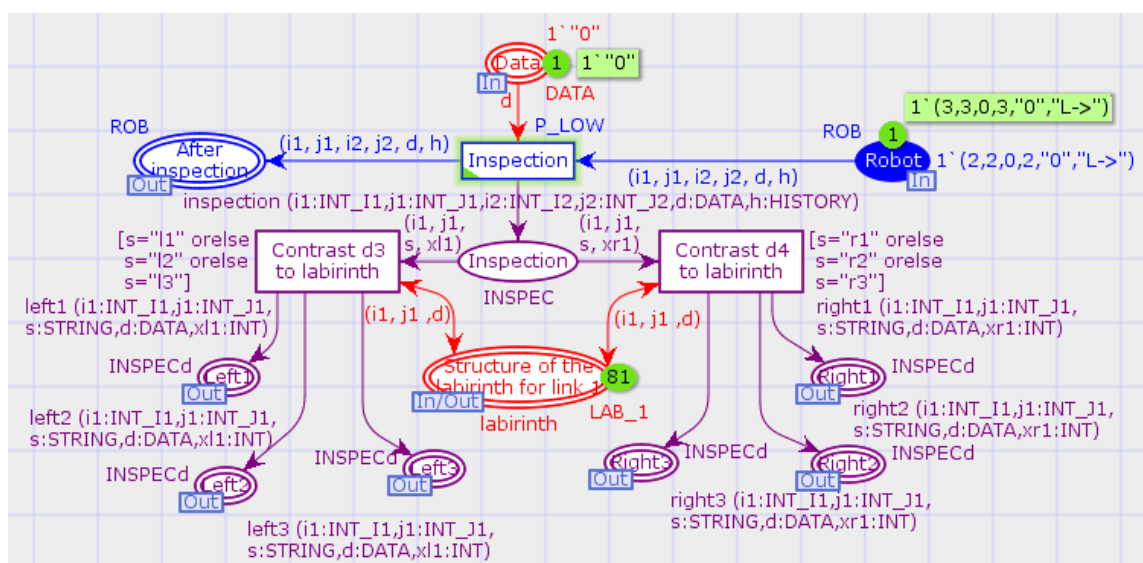 1`"0"
Data
1
1`"0"
In
d
DATA
1`(3,3,0,3,"0","L->")
ROB
P_LOW
ROB
1
After
inspection
Out
(i1, j1, i2, j2, d, h)
Inspection
Robot
In
1`(2,2,0,2,"0","L->")
(i1, j1, i2, j2, d, h)
inspection (i1:INT_I1,j1:INT_J1,i2:INT_I2,j2:INT_J2,d:DATA,h:HISTORY)
[s="l1" orelse
s="l2" orelse
s="l3"]
Contrast d3
to labirinth
(i1, j1,
s, xl1)
Inspection
INSPEC
(i1, j1,
s, xr1)
Contrast d4
to labirinth
[s="r1" orelse
s="r2" orelse
s="r3"]
left1 (i1:INT_I1,j1:INT_J1,
s:STRING,d:DATA,xl1:INT)
(i1, j1 ,d)
(i1, j1 ,d)
right1 (i1:INT_I1,j1:INT_J1,
s:STRING,d:DATA,xr1:INT)
INSPECd
Left1
Out
Structure of the
labirinth for link 1
81
In/Out
LAB_1
labirinth
INSPECd
Right1
Out
left2 (i1:INT_I1,j1:INT_J1,
s:STRING,d:DATA,xl1:INT)
right2 (i1:INT_I1,j1:INT_J1,
s:STRING,d:DATA,xr1:INT)
INSPECd
Left2
Out
INSPECd
Left3
Out
INSPECd
Right3
Out
INSPECd
Right2
Out
left3 (i1:INT_I1,j1:INT_J1,
s:STRING,d:DATA,xl1:INT)
right3 (i1:INT_I1,j1:INT_J1,
s:STRING,d:DATA,xr1:INT)